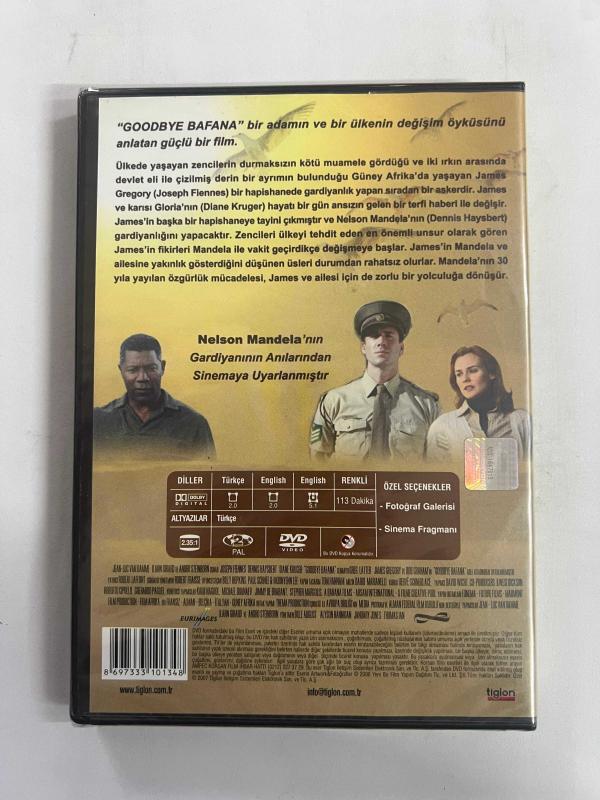 “GOODBYE BAFANA” bir adamın ve bir ülkenin değişim öyküsünü
anlatan güçlü bir film.
Ülkede yaşayan zencilerin durmaksızın kötü muamele gördüğü ve iki ırkın arasında
devlet eli ile çizilmiş derin bir ayrımın bulunduğu Güney Afrika’da yaşayan James
Gregory (Joseph Fiennes) bir hapishanede gardiyanlık yapan sıradan bir askerdir. James
ve karısı Gloria’nın (Diane Kruger) hayatı bir gün ansızın gelen bir terfi haberi ile değişir.
James’in başka bir hapishaneye tayini çıkmıştır ve Nelson Mandela’nın (Dennis Haysbert)
gardiyanlığını yapacaktır. Zencileri ülkeyi tehdit eden en önemli unsur olarak gören
James’in fikirleri Mandela ile vakit geçirdikçe değişmeye başlar. James’in Mandela ve
ailesine yakınlık gösterdiğini düşünen üsleri durumdan rahatsız olurlar. Mandela’nın 30
yıla yayılan özgürlük mücadelesi, James ve ailesi için de zorlu bir yolculuğa dönüşür.
Nelson Mandela’nın
Gardiyanının Anılarından
Sinemaya Uyarlanmıştır
DİLLER Türkçe English English RENKLİ
DOLBY DIGITAL 2.0 2.0 5.1 113 Dakika
ALTYAZILAR Türkçe
2.35:1 PAL DVD VIDEO
ÖZEL SEÇENEKLER
- Fotoğraf Galerisi
- Sinema Fragmanı
EURIMAGES
8 697333 101348
www.tiglon.com.tr info@tiglon.com.tr tiglon